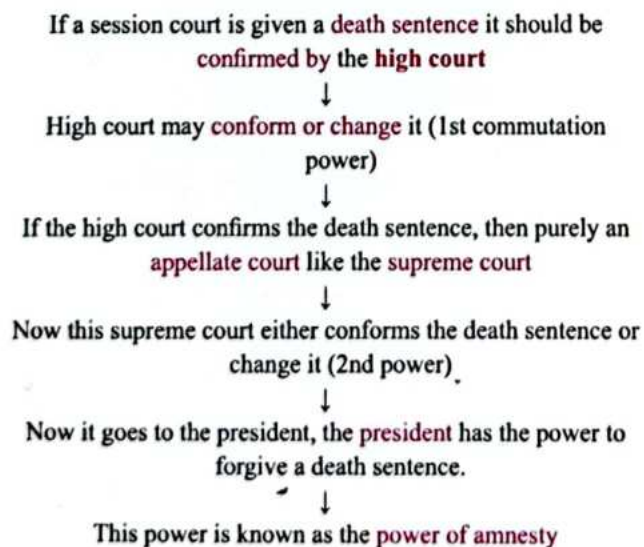 If a session court is given a death sentence it should be
confirmed by the high court
↓
High court may conform or change it (1st commutation
power)
↓
If the high court confirms the death sentence, then purely an
appellate court like the supreme court
↓
Now this supreme court either conforms the death sentence or
change it (2nd power)
↓
Now it goes to the president, the president has the power to
forgive a death sentence.
↓
This power is known as the power of amnesty